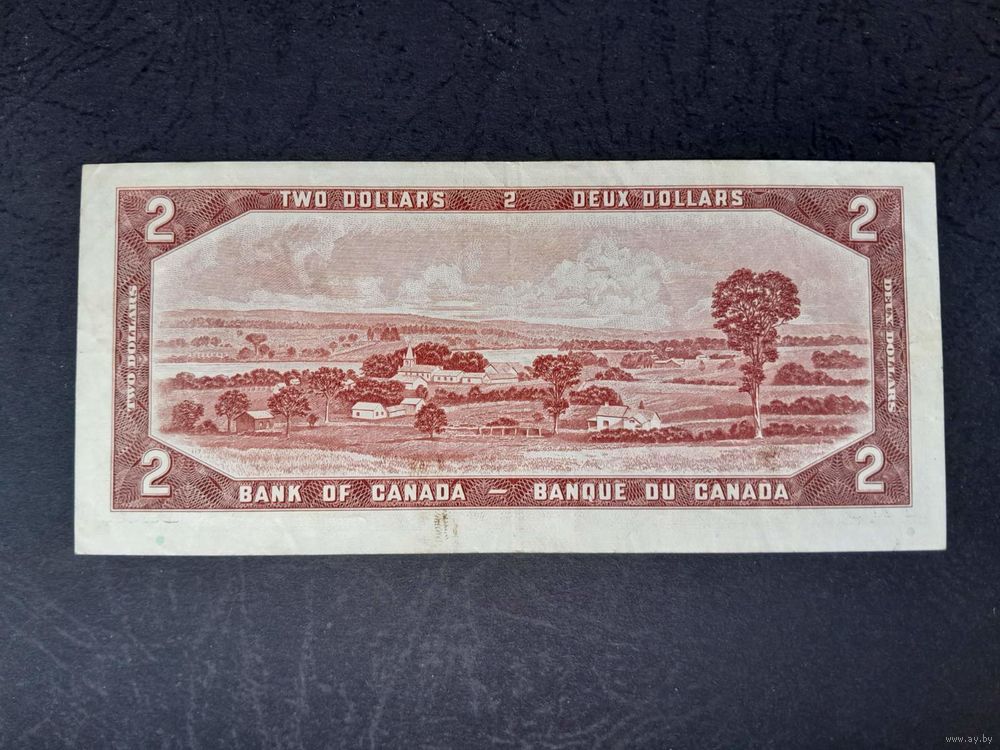 TWO DOLLARS 2 DEUX DOLLARS
2 2
TWO DOLLARS DEUX DOLLARS
2 2
BANK OF CANADA — BANQUE DU CANADA
www.ay.by